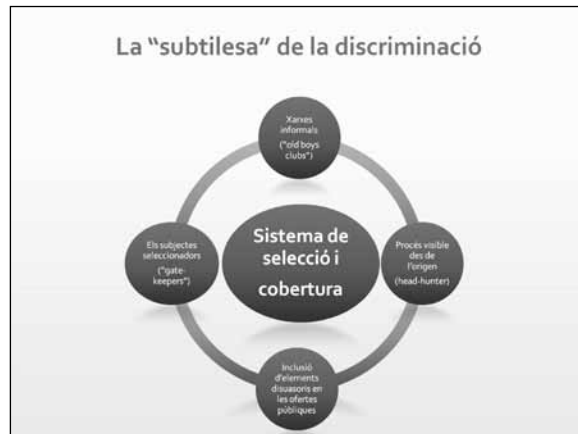 La “subtilesa” de la discriminació
Xarxes
informals
("old boys
clubs")
Els subjectes
seleccionadors
("gate-
keepers")
Sistema de
selecció i
cobertura
Procés visible
des de
l'origen
(head-hunter)
Inclusió
d'elements
disuasoris en
les ofertes
públiques